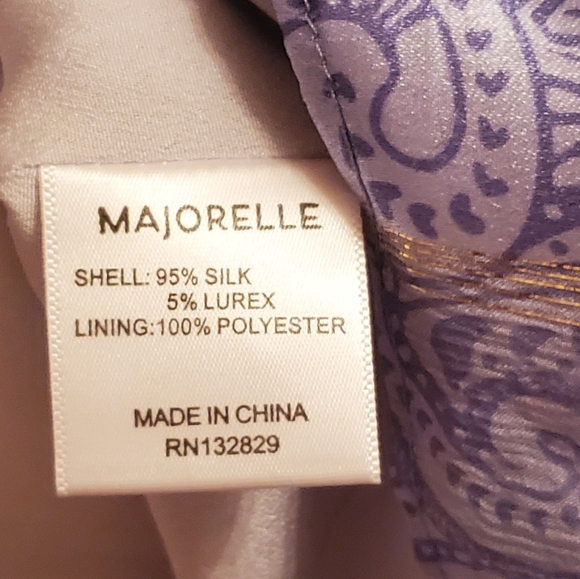 MAJORELLE
SHELL: 95% SILK
5% LUREX
LINING:100% POLYESTER
MADE IN CHINA
RN132829